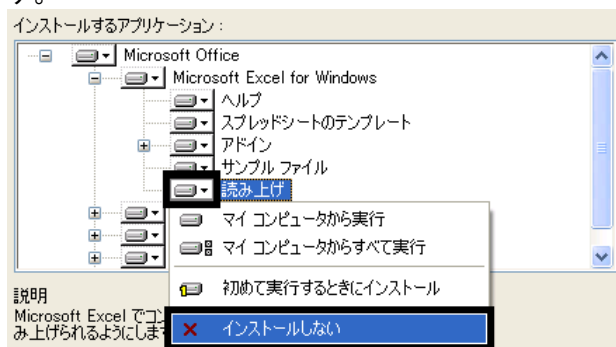 す。
インストールするアプリケーション :
Microsoft Office
Microsoft Excel for Windows
ヘルプ
スプレッドシートのテンプレート
アドイン
サンプル ファイル
読み上げ
マイ コンピュータから実行
マイ コンピュータからすべて実行
初めて実行するときにインストール
インストールしない
説明
Microsoft Excel でコン
み上げられるようにしま